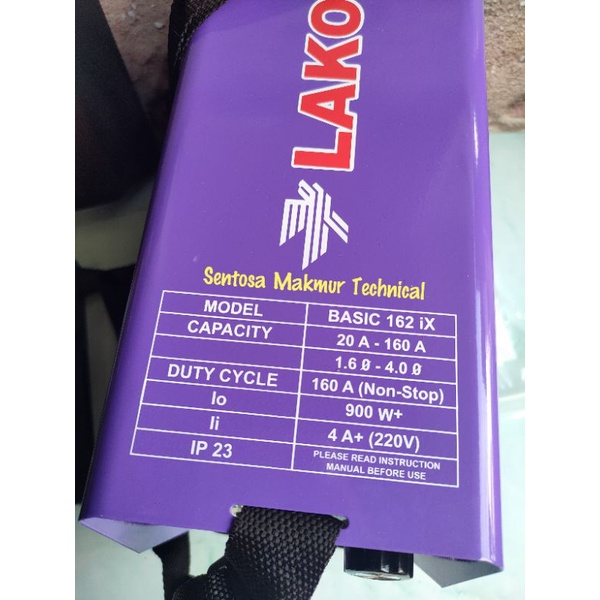 LAKO
Sentosa Makmur Technical
MODEL BASIC 162 iX
CAPACITY 20 A - 160 A
1.6 Ø - 4.0 Ø
DUTY CYCLE 160 A (Non-Stop)
Io 900 W+
Ii 4 A+ (220V)
IP 23 PLEASE READ INSTRUCTION
MANUAL BEFORE USE